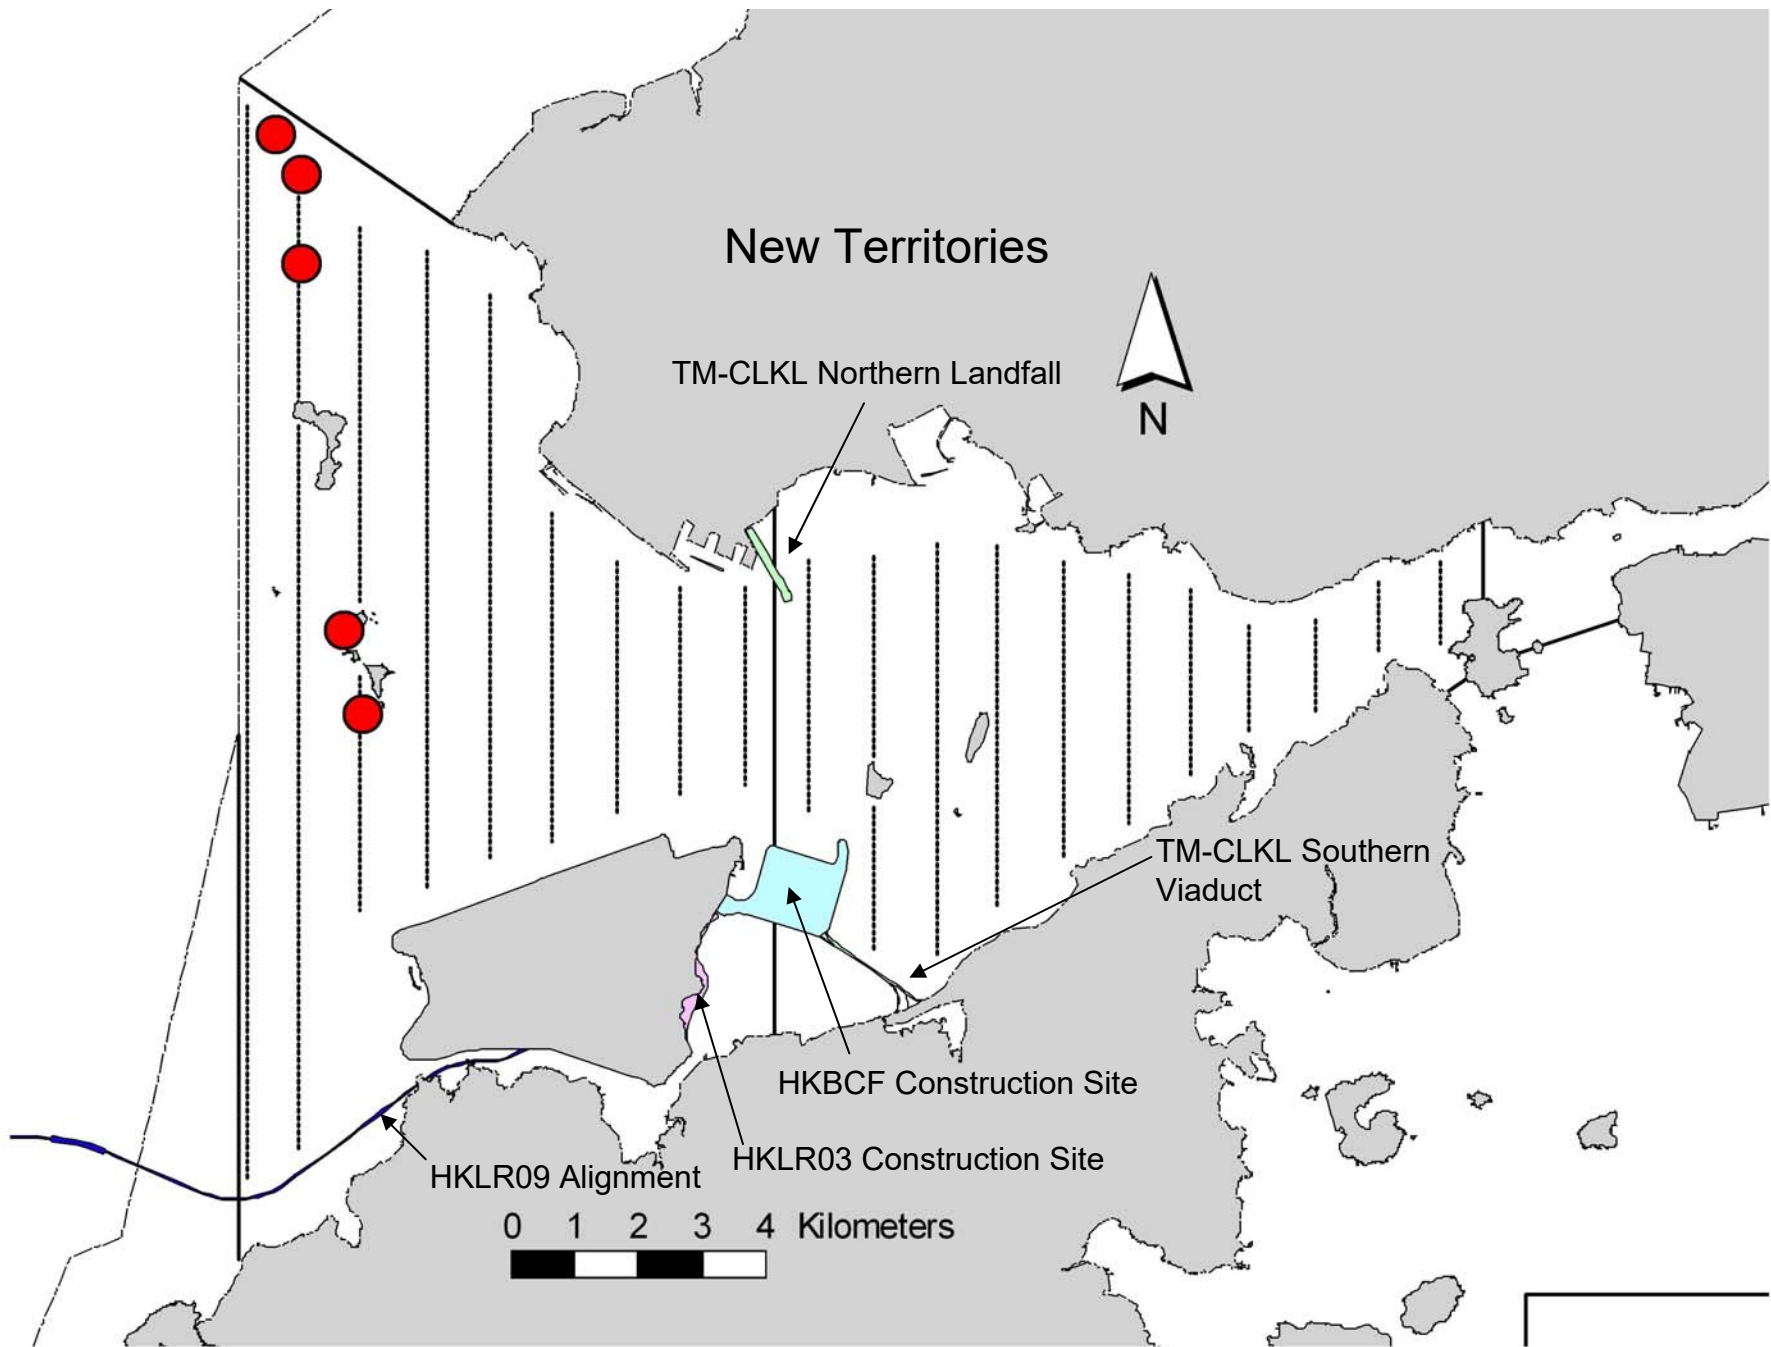 New Territories
TM-CLKL Northern Landfall
N
TM-CLKL Southern
Viaduct
HKBCF Construction Site
HKLR03 Construction Site
HKLR09 Alignment
0 1 2 3 4 Kilometers